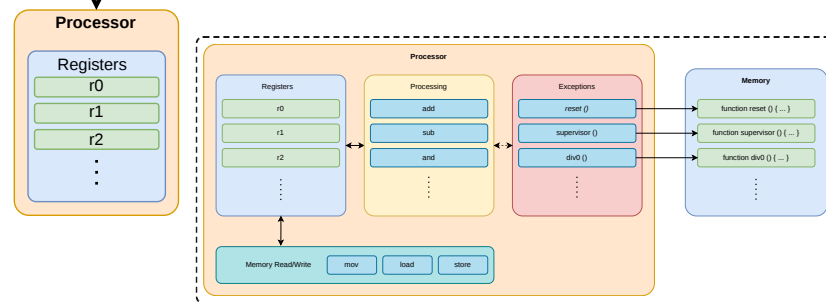 Processor
Registers
r0
r1
r2
Processor
Registers
r0
r1
r2
Processing
add
sub
and
Exceptions
reset ()
supervisor ()
div0 ()
Memory
function reset () { ... }
function supervisor () { ... }
function div0 () { ... }
Memory Read/Write
mov
load
store